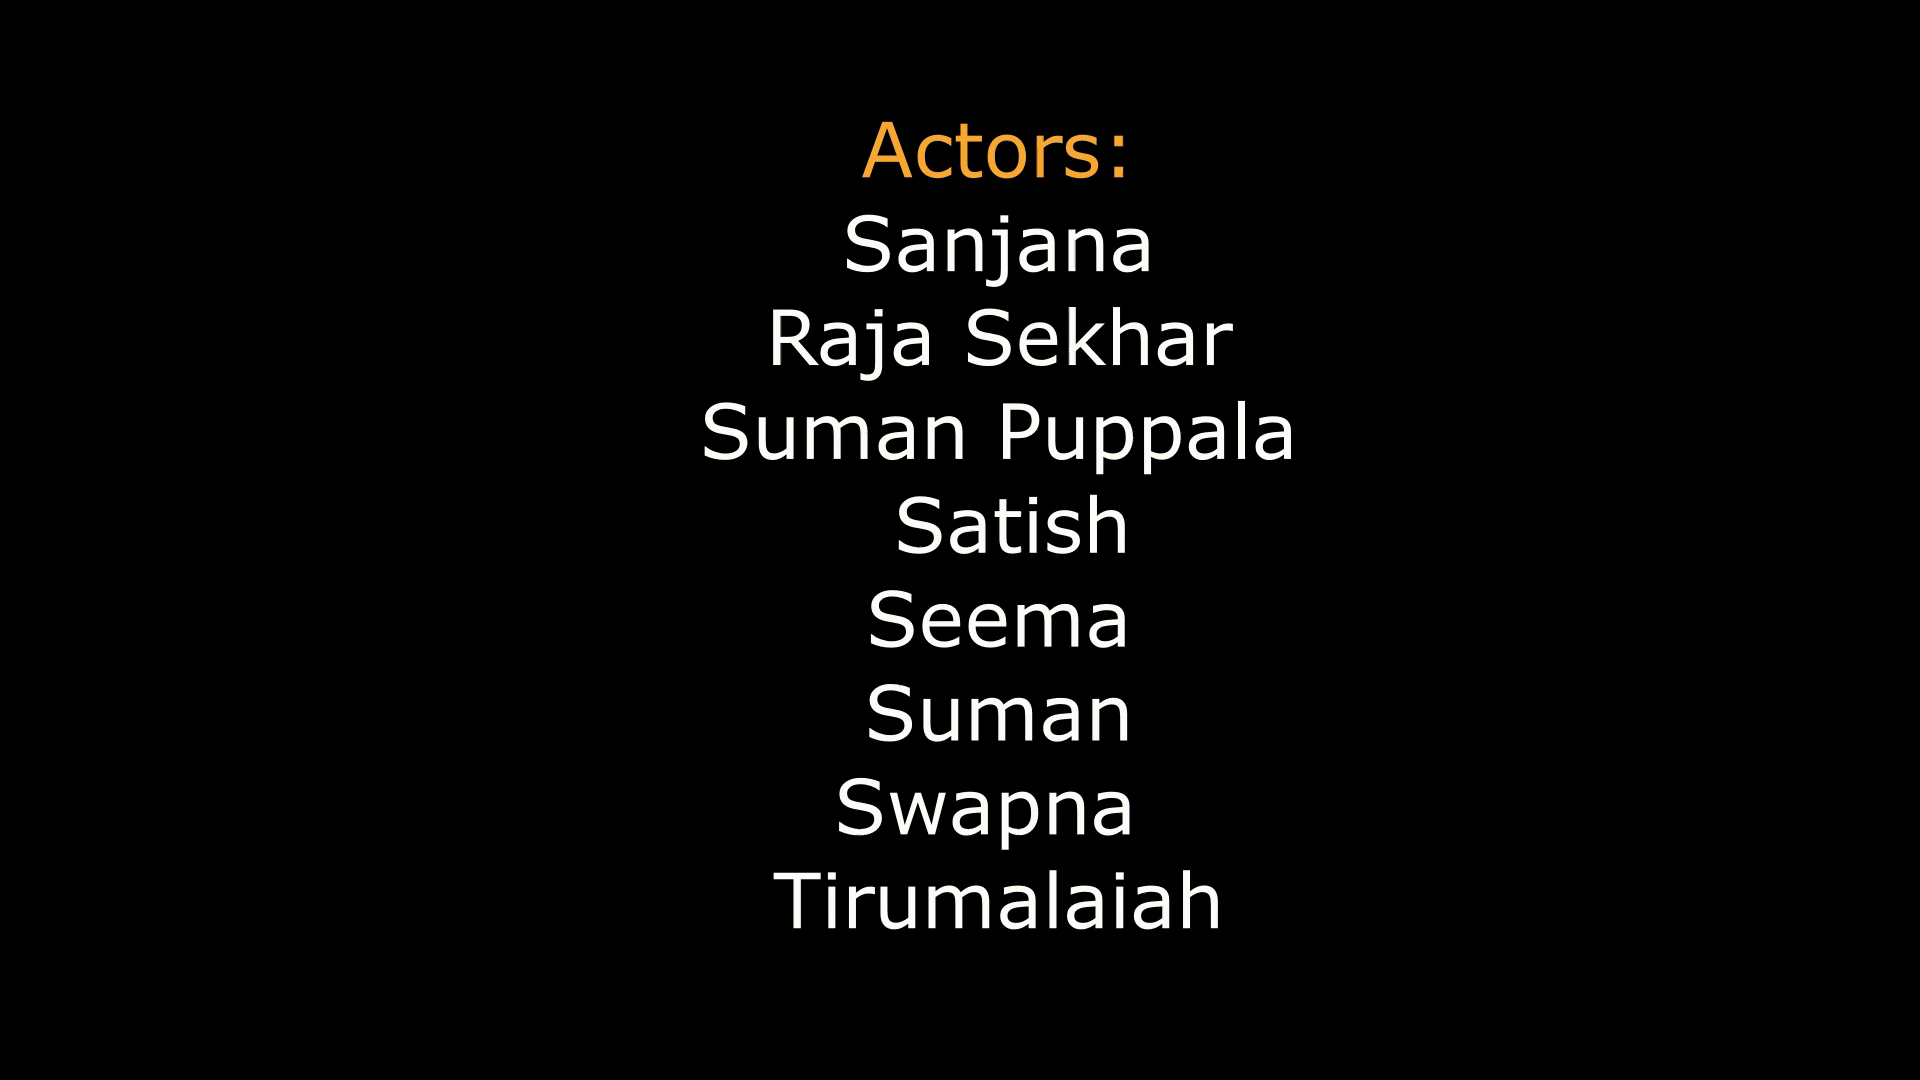 Actors:
Sanjana
Raja Sekhar
Suman Puppala
Satish
Seema
Suman
Swapna
Tirumalaiah